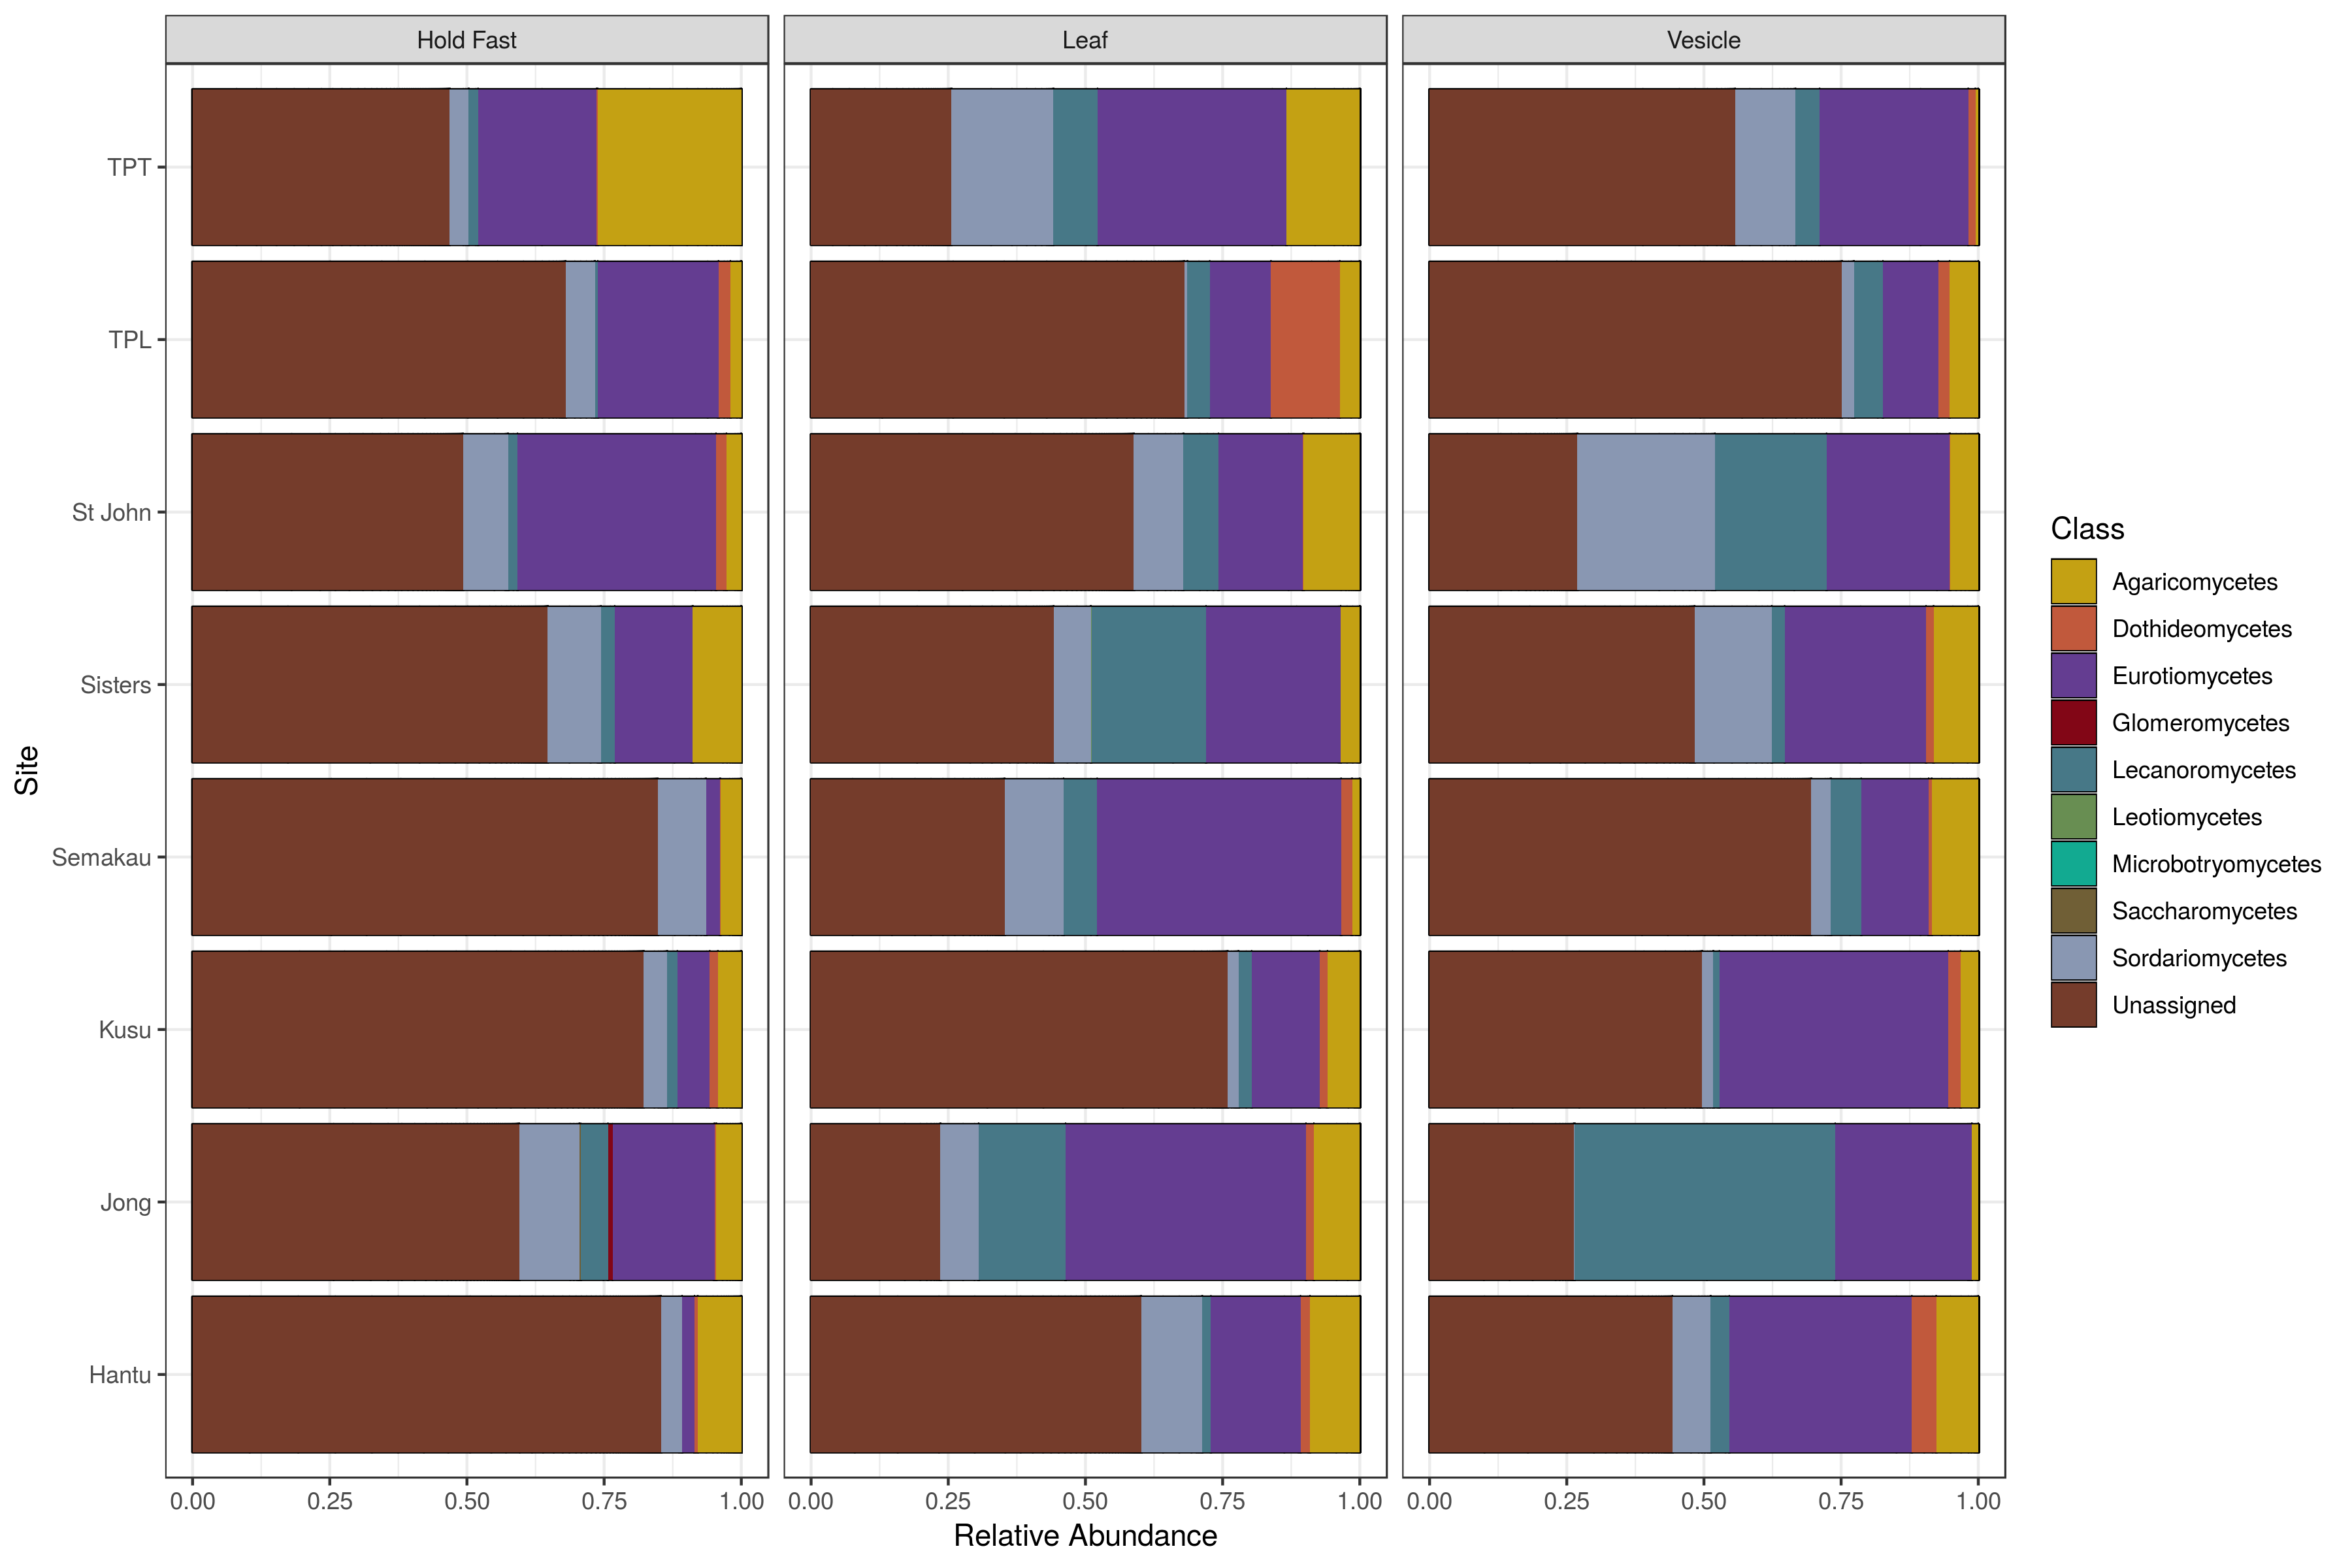 Hold Fast
Leaf
Vesicle
TPT
TPL
St John
Sisters
Semakau
Kusu
Jong
Hantu
Site
0.00 0.25 0.50 0.75 1.00
0.00 0.25 0.50 0.75 1.00
0.00 0.25 0.50 0.75 1.00
Relative Abundance
Class
Agaricomycetes
Dothideomycetes
Eurotiomycetes
Glomeromycetes
Lecanoromycetes
Leotiomycetes
Microbotryomycetes
Saccharomycetes
Sordariomycetes
Unassigned